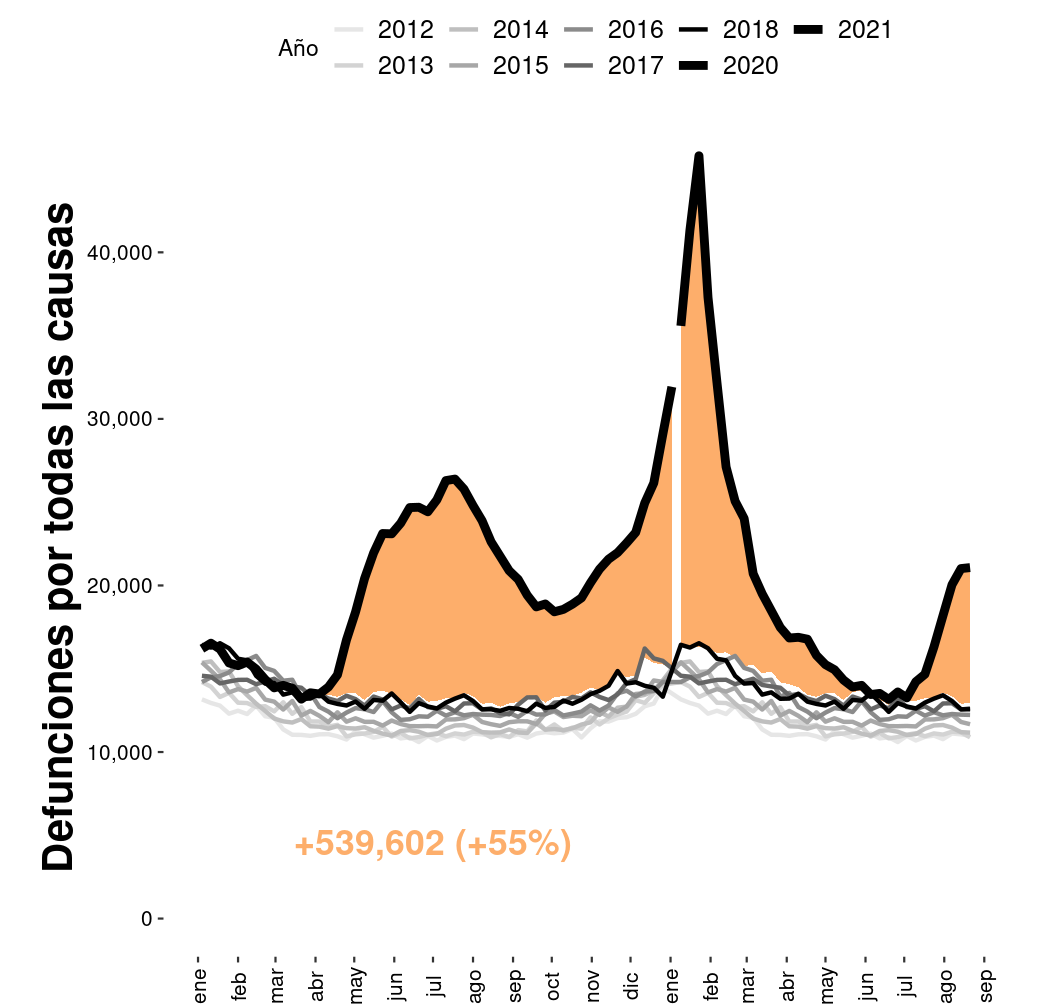 Año
2012 2014 2016 2018 2021
2013 2015 2017 2020
Defunciones por todas las causas
40,000
30,000
20,000
10,000
0
+539,602 (+55%)
ene feb mar abr may jun jul ago sep oct nov dic ene feb mar abr may jun jul ago sep